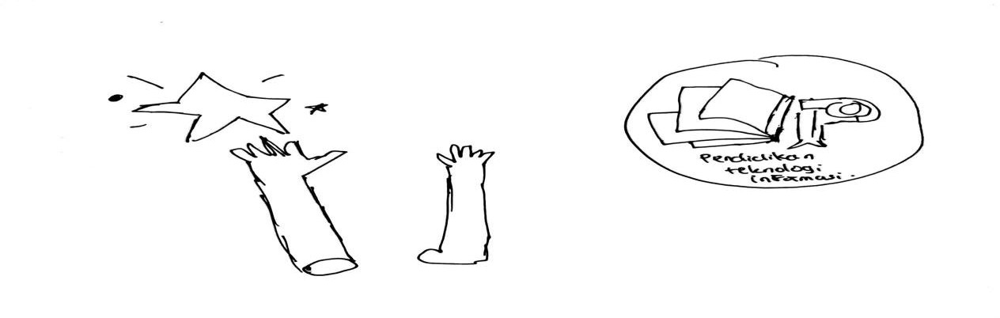 Pendidikan
teknologi
informasi.